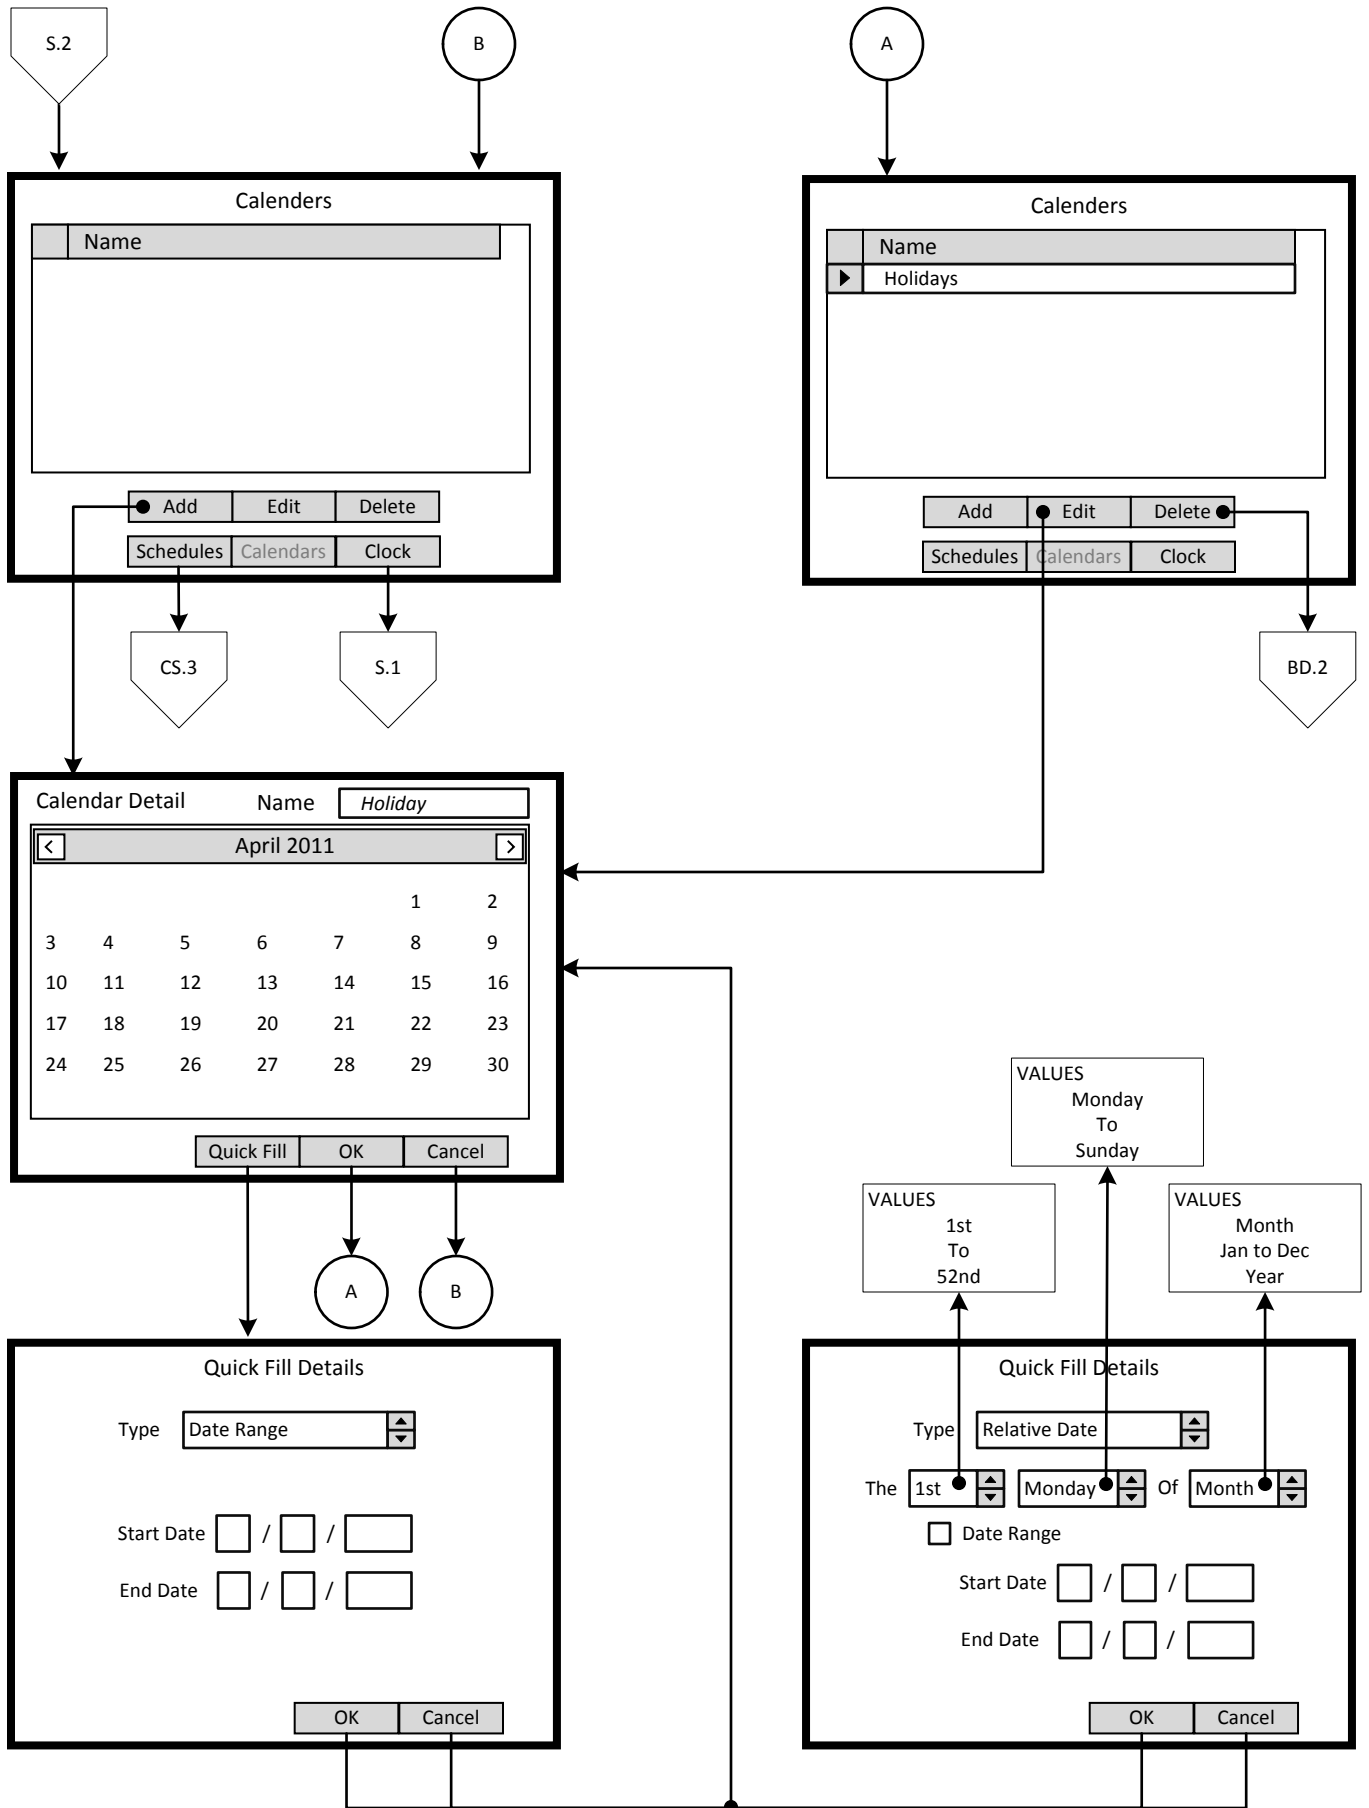 S.2
B
A
Calenders
Name
Add Edit Delete
Schedules Calendars Clock
CS.3
S.1
Calenders
Name
Holidays
Add Edit Delete
Schedules Calendars Clock
BD.2
Calendar Detail Name Holiday
< April 2011 >
1 2
3 4 5 6 7 8 9
10 11 12 13 14 15 16
17 18 19 20 21 22 23
24 25 26 27 28 29 30
Quick Fill OK Cancel
A
B
VALUES
Monday
To
Sunday
VALUES
1st
To
52nd
VALUES
Month
Jan to Dec
Year
Quick Fill Details
Type Date Range
Start Date / /
End Date / /
OK Cancel
Quick Fill Details
Type Relative Date
The 1st Monday Of Month
Date Range
Start Date / /
End Date / /
OK Cancel